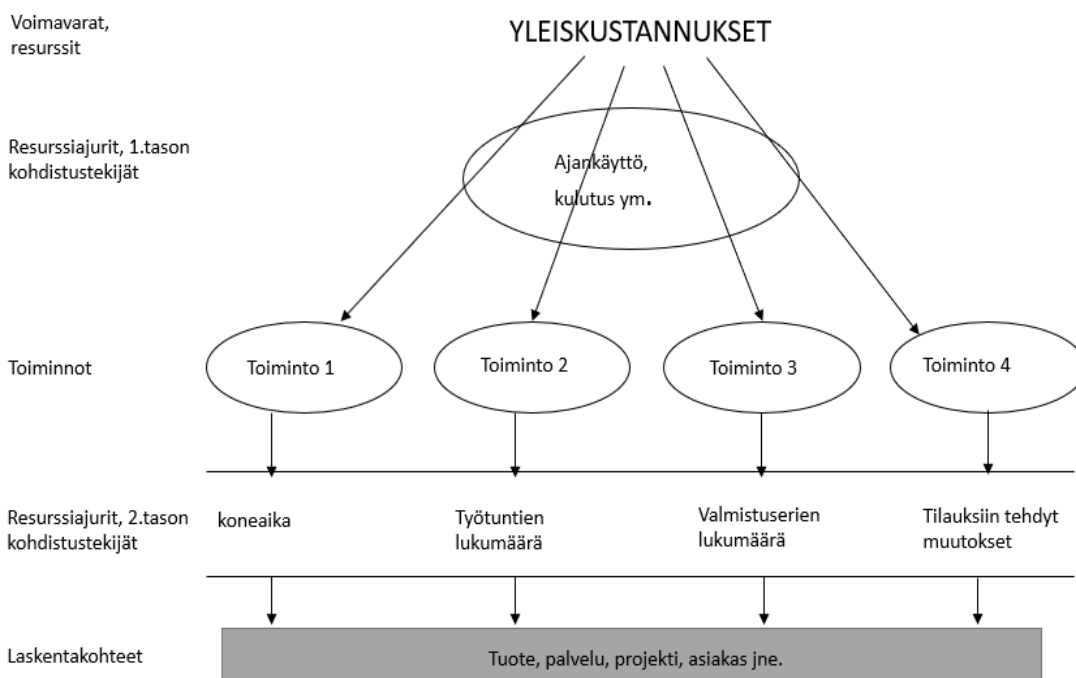 Voimavarat,
resurssit
YLEISKUSTANNUKSET
Resurssiajurit, 1.tason
kohdistustekijät
Ajankäyttö,
kulutus ym.
Toiminnot
Toiminto 1
Toiminto 2
Toiminto 3
Toiminto 4
Resurssiajurit, 2.tason
kohdistustekijät
koneaika
Työtuntien
lukumäärä
Valmistuserien
lukumäärä
Tilauksiin tehdyt
muutokset
Laskentakohteet
Tuote, palvelu, projekti, asiakas jne.